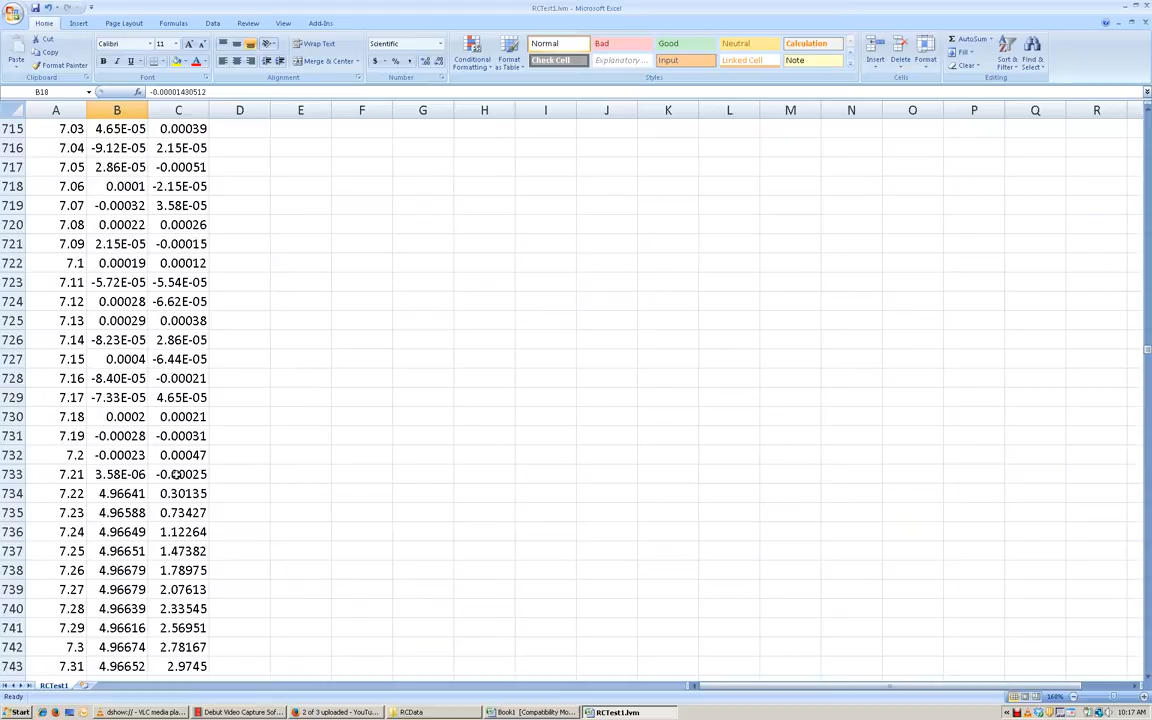 RCTest1.lvm - Microsoft Excel
Home Insert Page Layout Formulas Data Review View Add-Ins
Cut Calibri 11 Wrap Text Scientific Normal Bad Good Neutral Calculation AutoSum
Copy Fill
Paste Format Painter B I U Merge & Center $ % , Conditional Formatting Format as Table Check Cell Explanatory ... Input Linked Cell Note Insert Delete Format Clear Sort & Filter Find & Select
Clipboard Font Alignment Number Styles Cells Editing
B18 fx -0.00001430512
A B C D E F G H I J K L M N O P Q R
715 7.03 4.65E-05 0.00039
716 7.04 -9.12E-05 2.15E-05
717 7.05 2.86E-05 -0.00051
718 7.06 0.0001 -2.15E-05
719 7.07 -0.00032 3.58E-05
720 7.08 0.00022 0.00026
721 7.09 2.15E-05 -0.00015
722 7.1 0.00019 0.00012
723 7.11 -5.72E-05 -5.54E-05
724 7.12 0.00028 -6.62E-05
725 7.13 0.00029 0.00038
726 7.14 -8.23E-05 2.86E-05
727 7.15 0.0004 -6.44E-05
728 7.16 -8.40E-05 -0.00021
729 7.17 -7.33E-05 4.65E-05
730 7.18 0.0002 0.00021
731 7.19 -0.00028 -0.00031
732 7.2 -0.00023 0.00047
733 7.21 3.58E-06 -0.00025
734 7.22 4.96641 0.30135
735 7.23 4.96588 0.73427
736 7.24 4.96649 1.12264
737 7.25 4.96651 1.47382
738 7.26 4.96679 1.78975
739 7.27 4.96679 2.07613
740 7.28 4.96639 2.33545
741 7.29 4.96616 2.56951
742 7.3 4.96674 2.78167
743 7.31 4.96652 2.9745
RCTest1
Ready 160%
Start dshow:// - VLC media pla... Debut Video Capture Sof... 2 of 3 uploaded - YouTu... RCData Book1 [Compatibility Mo... RCTest1.lvm 10:17 AM